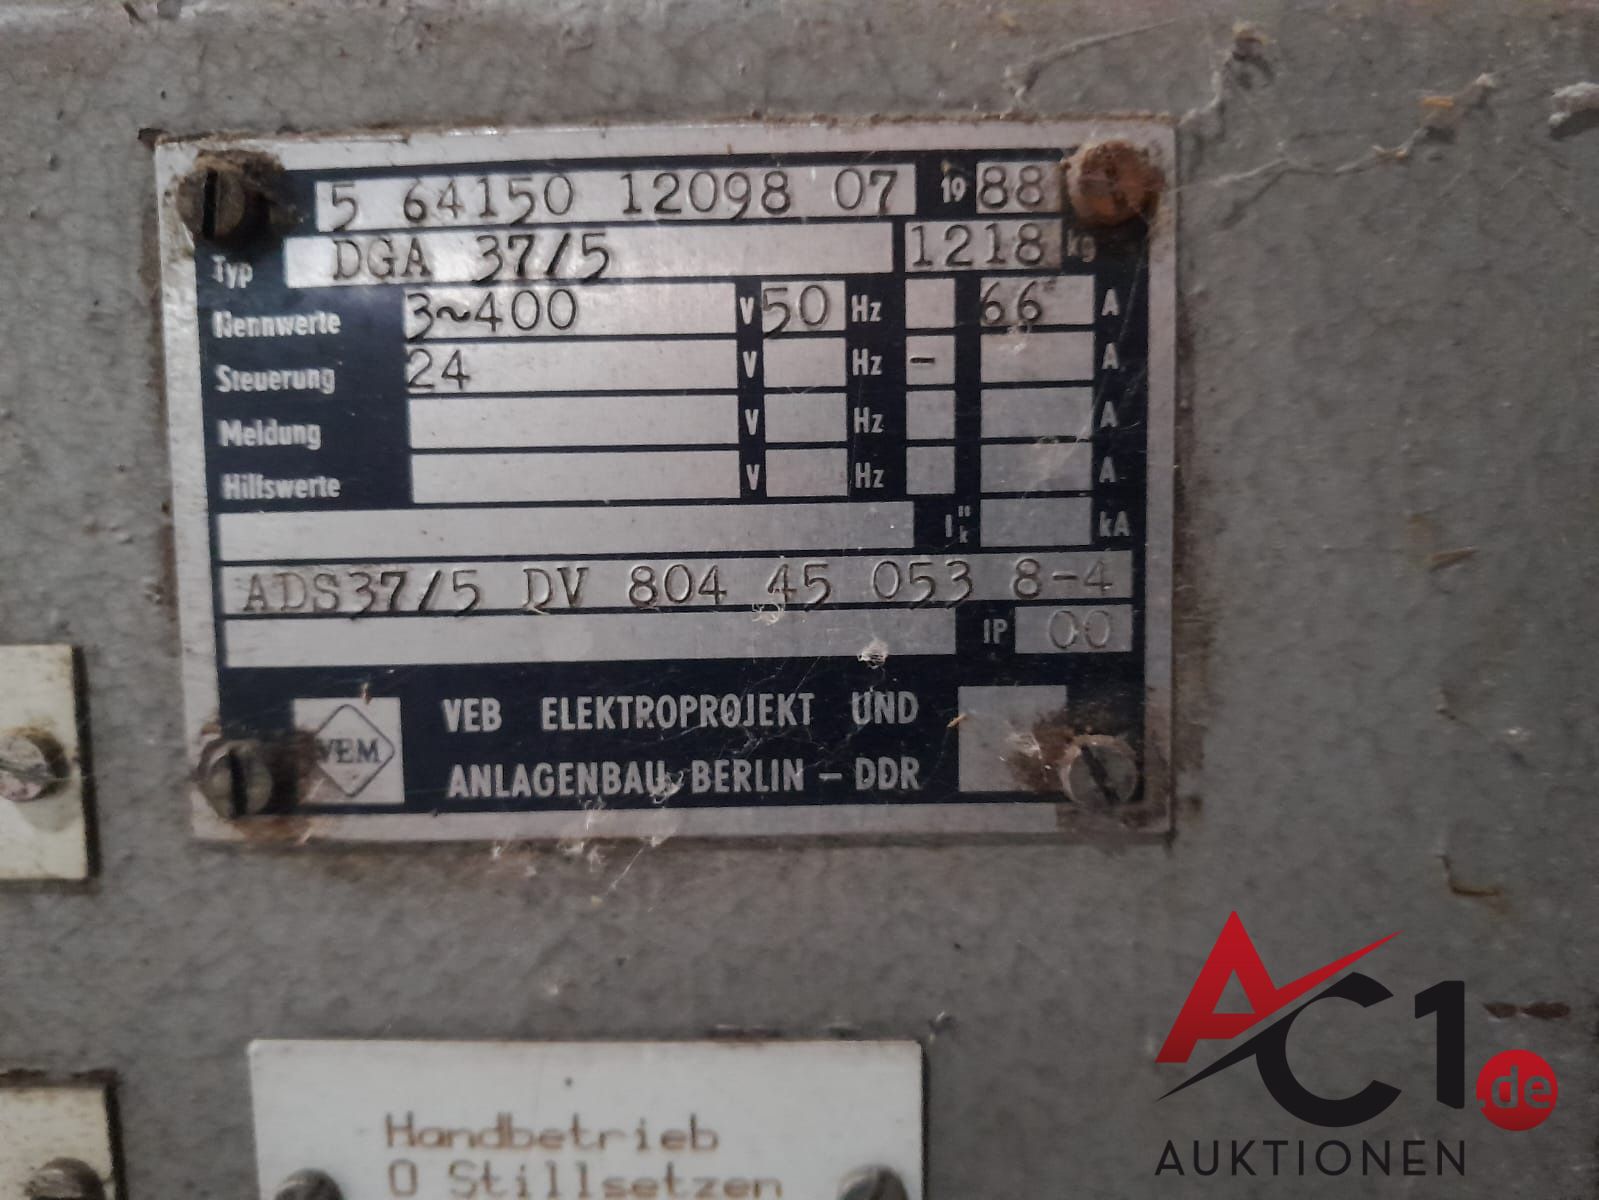 5 64150 12098 07 19 88
Typ DGA 37/5 1218 kg
Nennwerte 3~400 V 50 Hz 66 A
Steuerung 24 V Hz - A
Meldung V Hz A
Hilfswerte V Hz A
I"k kA
ADS37/5 DV 804 45 053 8-4
IP 00
VEM
VEB ELEKTROPROJEKT UND
ANLAGENBAU BERLIN - DDR
Handbetrieb
0 Stillsetzen
AC1.de
AUKTIONEN